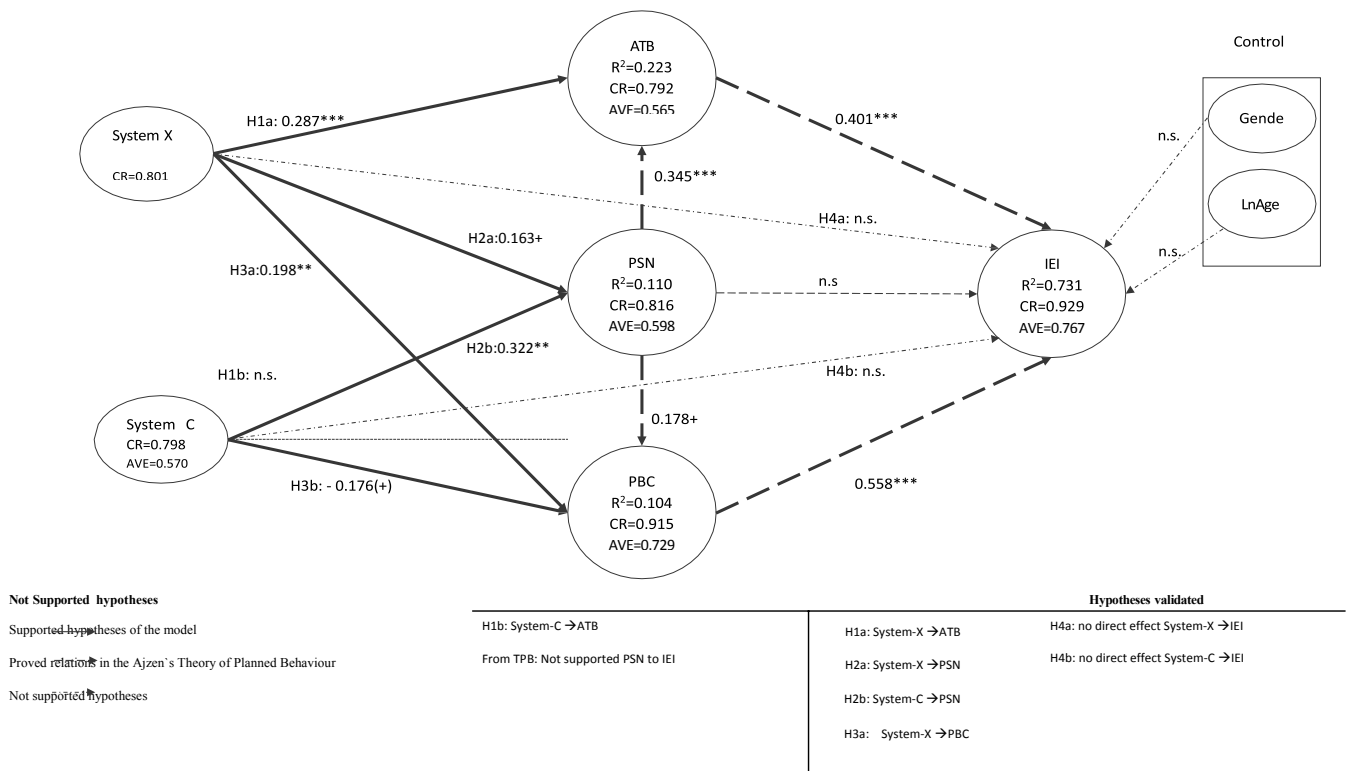 Control
ATB
R²=0.223
CR=0.792
AVE=0.565
System X
CR=0.801
H1a: 0.287***
0.401***
n.s.
Gende
0.345***
LnAge
H4a: n.s.
H2a:0.163+
n.s.
H3a:0.198**
PSN
R²=0.110
CR=0.816
AVE=0.598
n.s
IEI
R²=0.731
CR=0.929
AVE=0.767
H2b:0.322**
H1b: n.s.
H4b: n.s.
System C
CR=0.798
AVE=0.570
0.178+
H3b: - 0.176(+)
PBC
R²=0.104
CR=0.915
AVE=0.729
0.558***
Not Supported hypotheses
Supported hypotheses of the model
Proved relations in the Ajzen`s Theory of Planned Behaviour
Not supported hypotheses
H1b: System-C →ATB
From TPB: Not supported PSN to IEI
Hypotheses validated
H1a: System-X →ATB
H4a: no direct effect System-X →IEI
H2a: System-X →PSN
H4b: no direct effect System-C →IEI
H2b: System-C →PSN
H3a: System-X →PBC